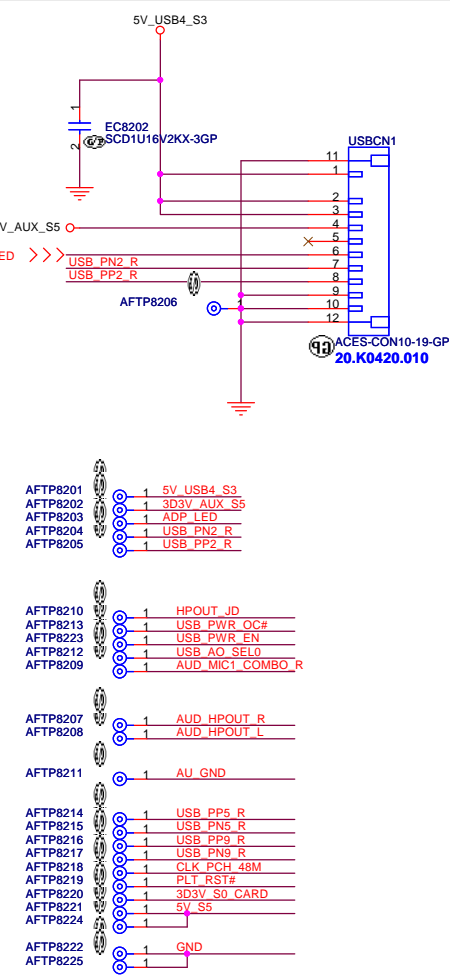 5V_USB4_S3
1
2
EC8202
SCD1U16V2KX-3GP
USBCN1
11
1
2
3
V_AUX_S5
4
5
ED
6
USB_PN2_R
7
USB_PP2_R
8
9
AFTP8206
1
10
12
ACES-CON10-19-GP
20.K0420.010
AFTP8201 1 5V_USB4_S3
AFTP8202 1 3D3V_AUX_S5
AFTP8203 1 ADP_LED
AFTP8204 1 USB_PN2_R
AFTP8205 1 USB_PP2_R
AFTP8210 1 HPOUT_JD
AFTP8213 1 USB_PWR_OC#
AFTP8223 1 USB_PWR_EN
AFTP8212 1 USB_AO_SEL0
AFTP8209 1 AUD_MIC1_COMBO_R
AFTP8207 1 AUD_HPOUT_R
AFTP8208 1 AUD_HPOUT_L
AFTP8211 1 AU_GND
AFTP8214 1 USB_PP5_R
AFTP8215 1 USB_PN5_R
AFTP8216 1 USB_PP9_R
AFTP8217 1 USB_PN9_R
AFTP8218 1 CLK_PCH_48M
AFTP8219 1 PLT_RST#
AFTP8220 1 3D3V_S0_CARD
AFTP8221 1 5V_S5
AFTP8224 1
AFTP8222 1 GND
AFTP8225 1